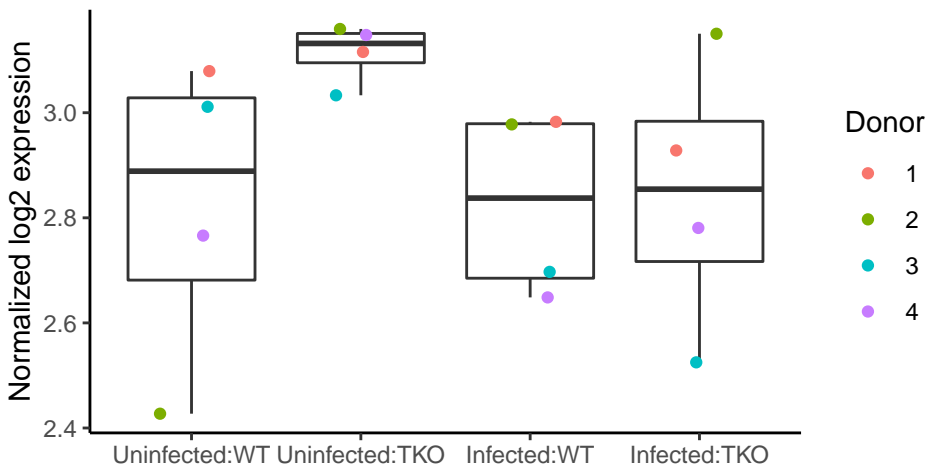 Normalized log2 expression
3.0
2.8
2.6
2.4
Uninfected:WT Uninfected:TKO Infected:WT Infected:TKO
Donor
1
2
3
4